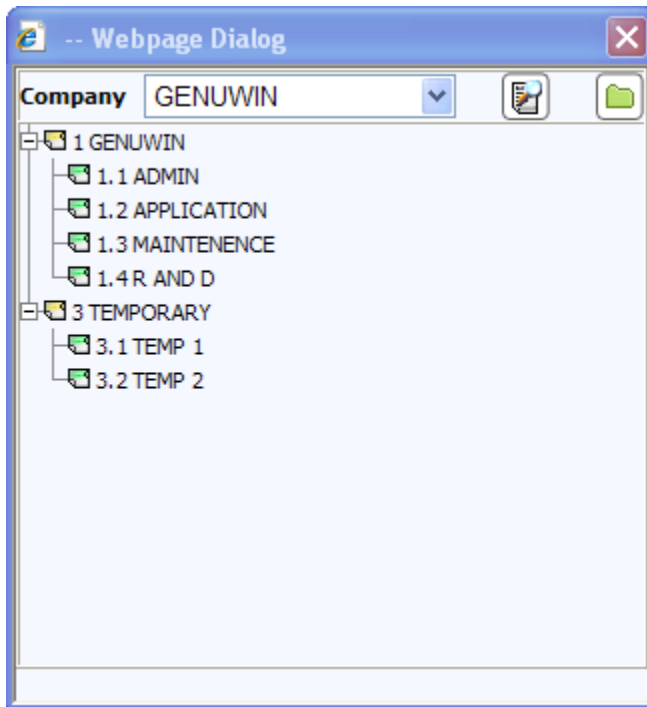 -- Webpage Dialog
Company GENUWIN
1 GENUWIN
1.1 ADMIN
1.2 APPLICATION
1.3 MAINTENENCE
1.4 R AND D
3 TEMPORARY
3.1 TEMP 1
3.2 TEMP 2